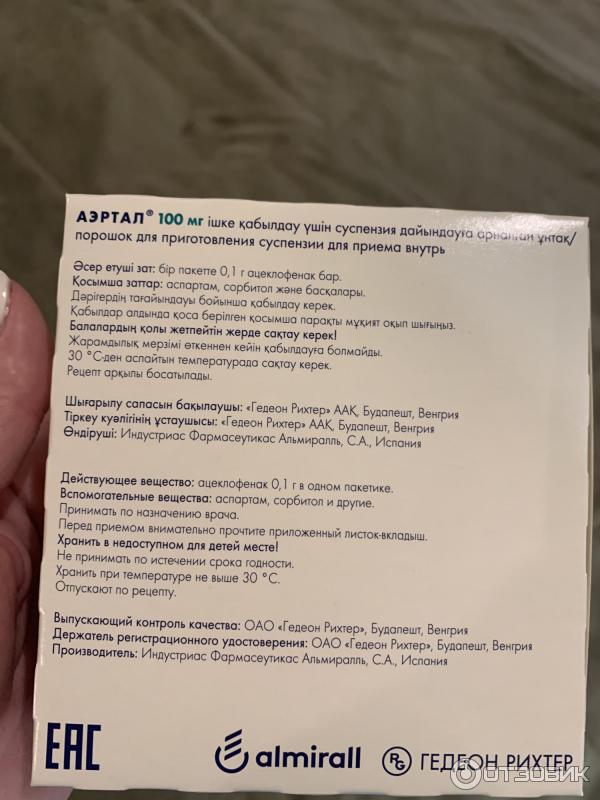 АЭРТАЛ® 100 мг ішке қабылдау үшін суспензия дайындауға арналған ұнтақ/
порошок для приготовления суспензии для приема внутрь
Әсер етуші зат: бір пакетте 0,1 г ацеклофенак бар.
Қосымша заттар: аспартам, сорбитол және басқалары.
Дәрігердің тағайындауы бойынша қабылдау керек.
Қабылдар алдында қоса берілген қосымша парақты мұқият оқып шығыңыз.
Балалардың қолы жетпейтін жерде сақтау керек!
Жарамдылық мерзімі өткеннен кейін қабылдауға болмайды.
30 °С-ден аспайтын температурада сақтау керек.
Рецепт арқылы босатылады.
Шығарылу сапасын бақылаушы: «Гедеон Рихтер» ААҚ, Будапешт, Венгрия
Тіркеу куәлігінің ұстаушысы: «Гедеон Рихтер» ААҚ, Будапешт, Венгрия
Өндіруші: Индустриас Фармасеутикас Альмиралль, С.А., Испания
Действующее вещество: ацеклофенак 0,1 г в одном пакетике.
Вспомогательные вещества: аспартам, сорбитол и другие.
Принимать по назначению врача.
Перед приемом внимательно прочтите приложенный листок-вкладыш.
Хранить в недоступном для детей месте!
Не принимать по истечении срока годности.
Хранить при температуре не выше 30 °С.
Отпускают по рецепту.
Выпускающий контроль качества: ОАО «Гедеон Рихтер», Будапешт, Венгрия
Держатель регистрационного удостоверения: ОАО «Гедеон Рихтер», Будапешт, Венгрия
Производитель: Индустриас Фармасеутикас Альмиралль, С.А., Испания
EAC almirall RG ГЕДЕОН РИХТЕР
ОТЗОВИК